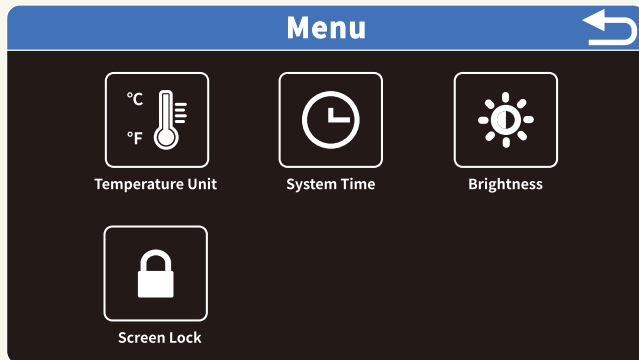 Menu
°C
°F
Temperature Unit
System Time
Brightness
Screen Lock